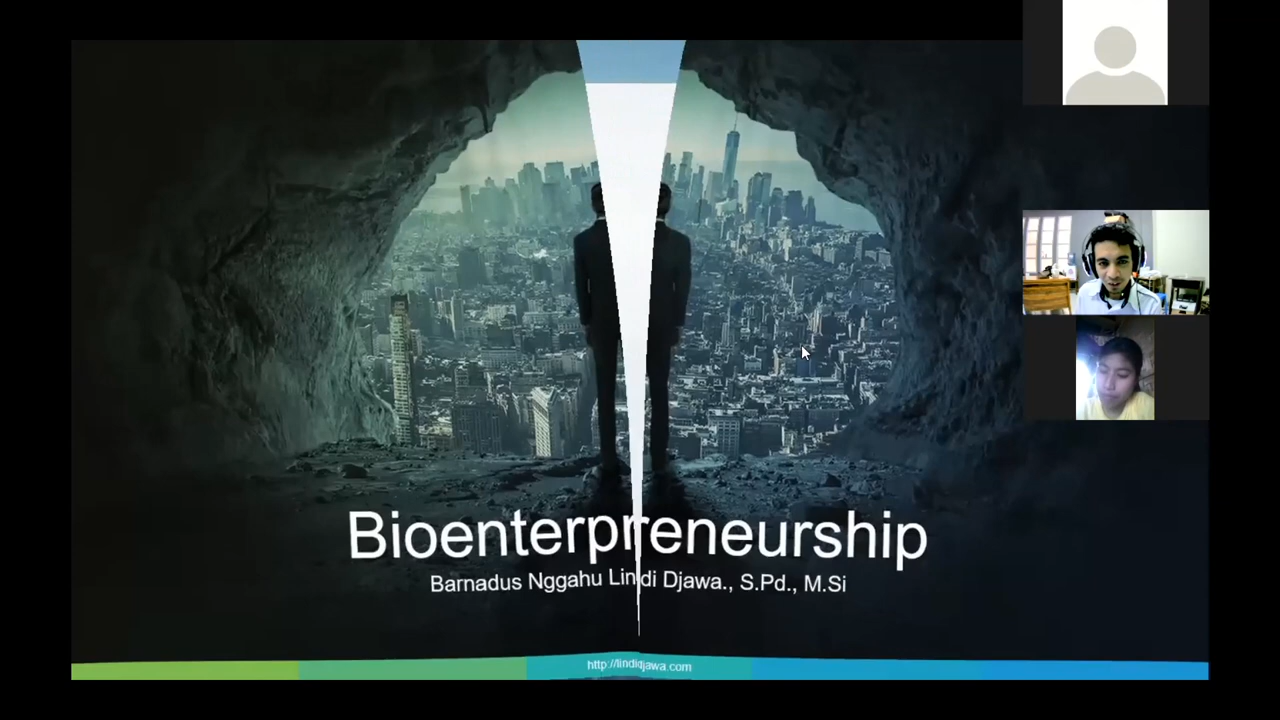 Bioenterpreneurship
Barnadus Nggahu Lindi Djawa., S.Pd., M.Si
http://lindidjawa.com